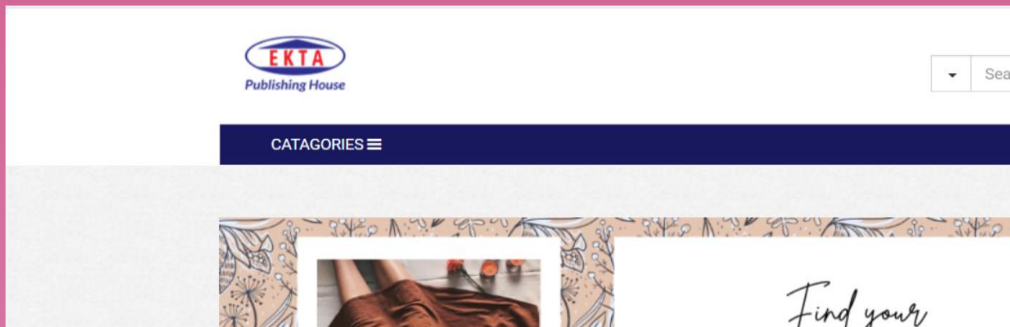 EKTA
Publishing House
Sea
CATAGORIES
Find your